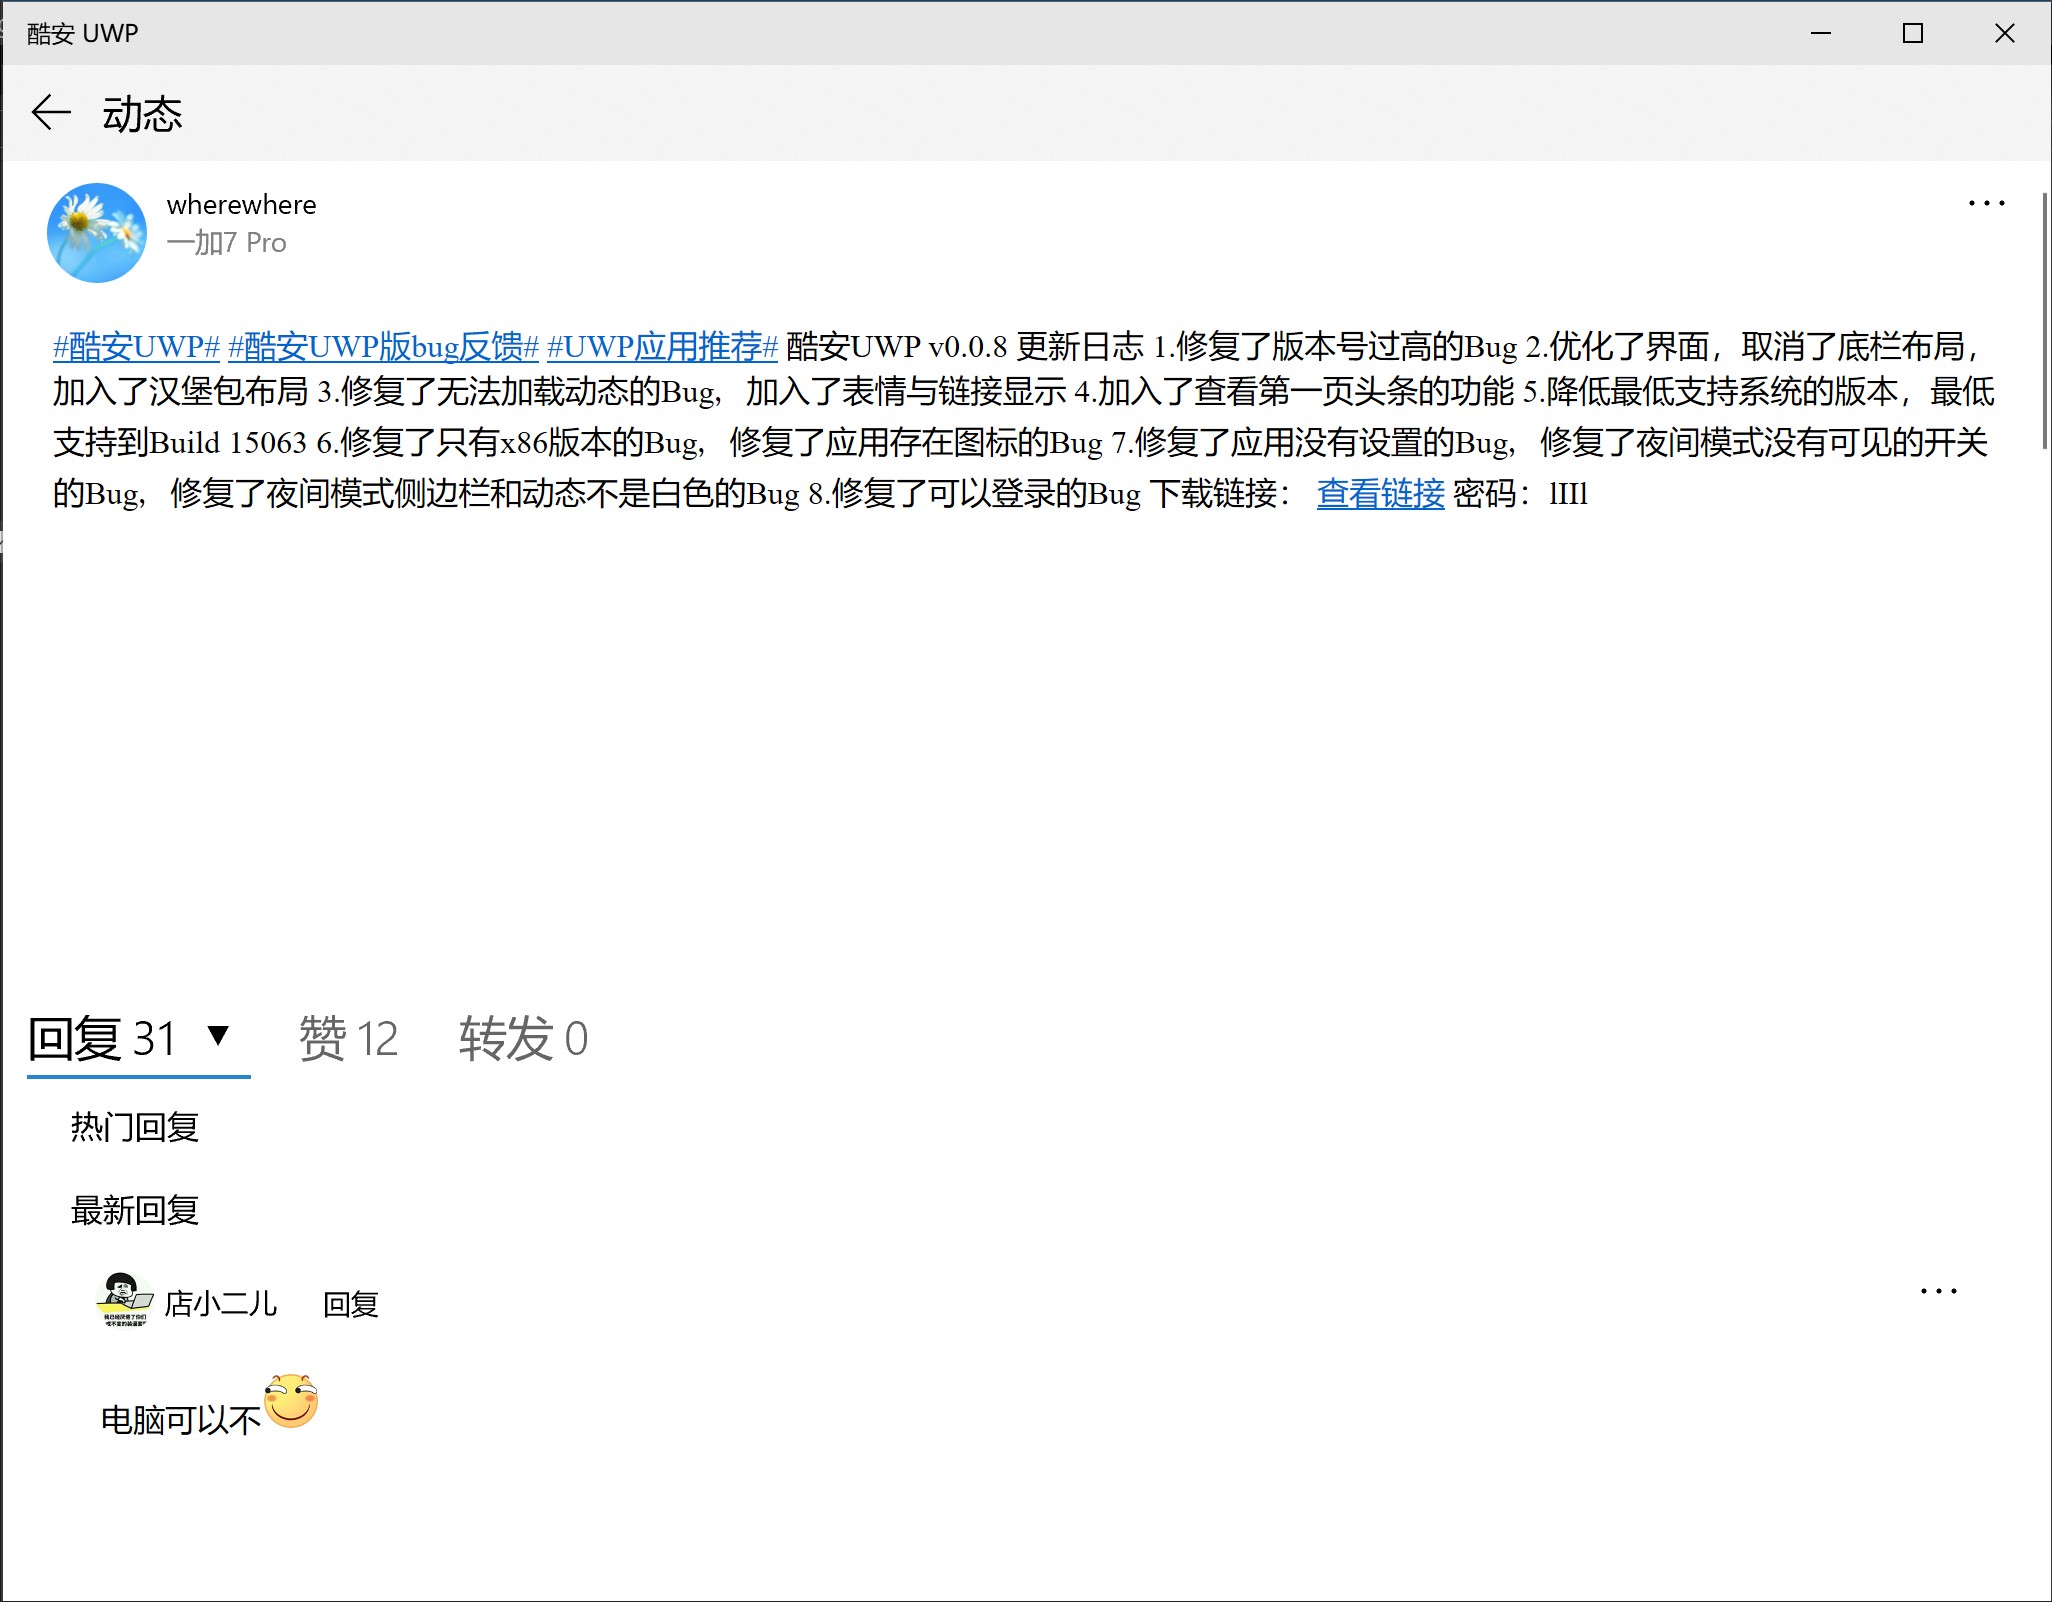 酷安 UWP
动态
wherewhere
一加7 Pro
#酷安UWP# #酷安UWP版bug反馈# #UWP应用推荐# 酷安UWP v0.0.8 更新日志 1.修复了版本号过高的Bug 2.优化了界面，取消了底栏布局，
加入了汉堡包布局 3.修复了无法加载动态的Bug，加入了表情与链接显示 4.加入了查看第一页头条的功能 5.降低最低支持系统的版本，最低
支持到Build 15063 6.修复了只有x86版本的Bug，修复了应用存在图标的Bug 7.修复了应用没有设置的Bug，修复了夜间模式没有可见的开关
的Bug，修复了夜间模式侧边栏和动态不是白色的Bug 8.修复了可以登录的Bug 下载链接： 查看链接 密码：lIIl
回复 31 ▼ 赞 12 转发 0
热门回复
最新回复
店小二儿 回复
电脑可以不